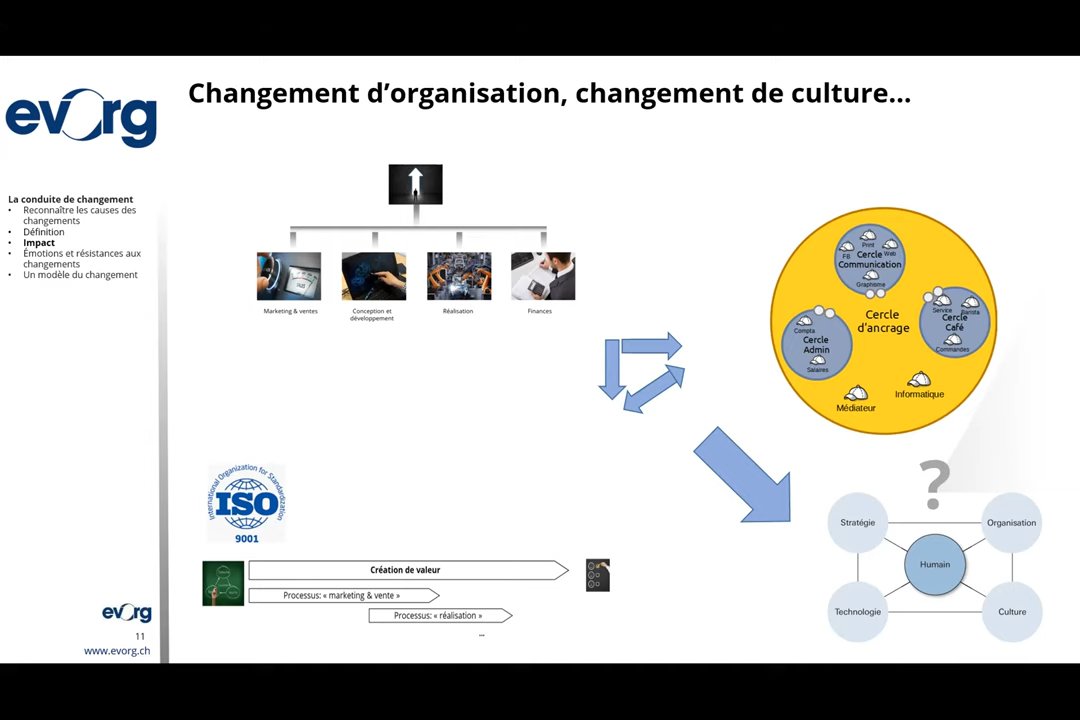 Changement d'organisation, changement de culture...
evorg
La conduite de changement
• Reconnaître les causes des
changements
• Définition
• Impact
• Émotions et résistances aux
changements
• Un modèle du changement
Marketing & ventes
Conception et
développement
Réalisation
Finances
Print
FB
Cercle
Web
Communication
Graphisme
Cercle
d'ancrage
Service
Barista
Cercle
Café
Commandes
Compta
Cercle
Admin
Salaires
Médiateur
Informatique
International Organization for Standardization
ISO
9001
Création de valeur
Processus: « marketing & vente »
Processus: « réalisation »
...
?
Stratégie
Organisation
Humain
Technologie
Culture
evorg
11
www.evorg.ch